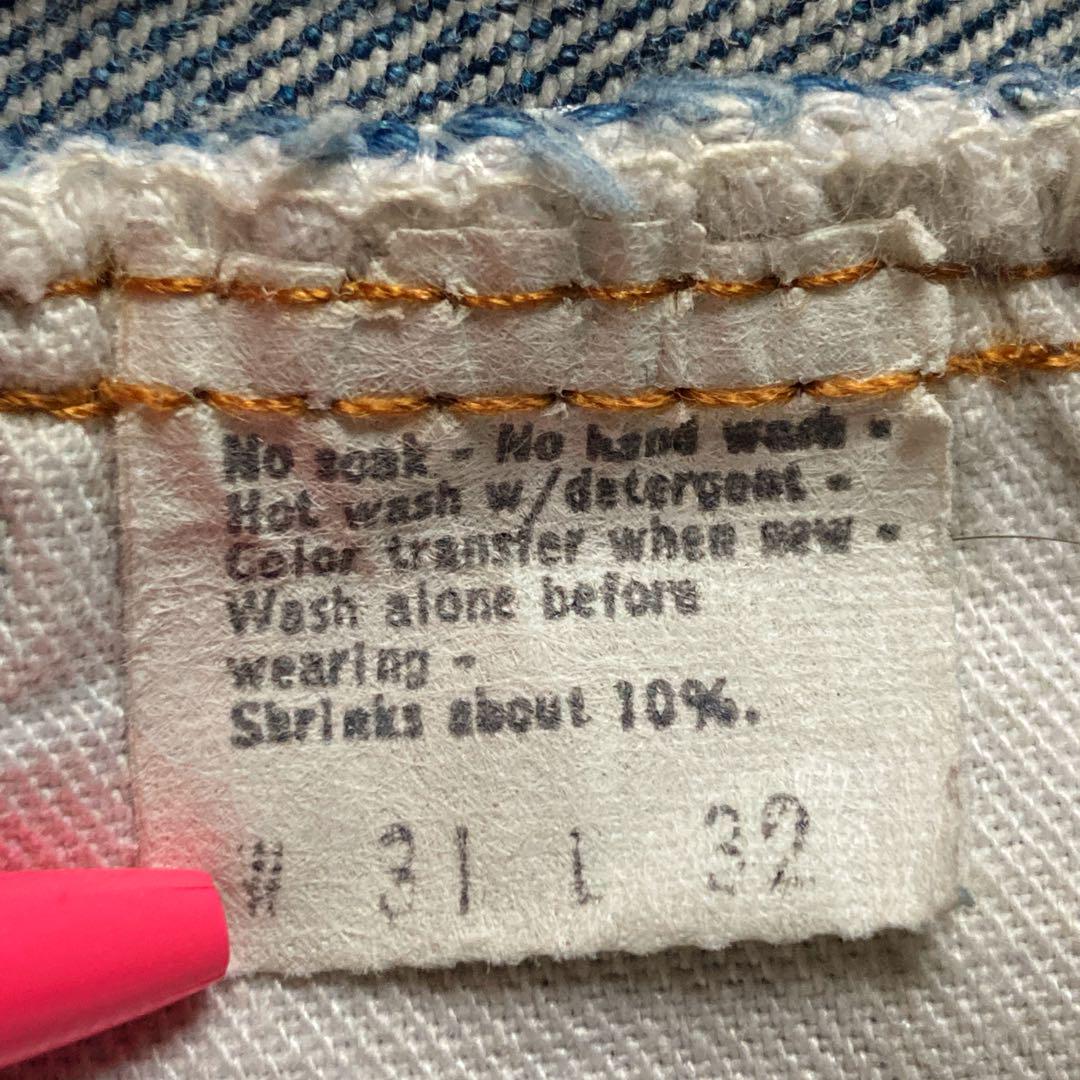 No soak - No hand wash -
Hot wash w/detergent -
Color transfer when new -
Wash alone before
wearing -
Shrinks about 10%.
W 31 L 32